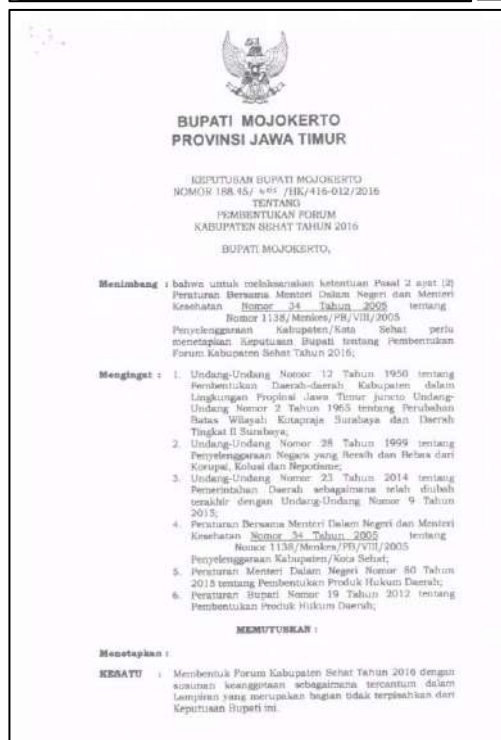 BUPATI MOJOKERTO
PROVINSI JAWA TIMUR
KEPUTUSAN BUPATI MOJOKERTO
NOMOR 188.45/ /HK/416-012/2016
TENTANG
PEMBENTUKAN FORUM
KABUPATEN SEHAT TAHUN 2016
BUPATI MOJOKERTO,
Menimbang : bahwa untuk melaksanakan ketentuan Pasal 2 ayat (2)
Peraturan Bersama Menteri Dalam Negeri dan Menteri
Kesehatan Nomor 34 Tahun 2005 tentang
Nomor 1138/Menkes/PB/VIII/2005
Penyelenggaraan Kabupaten/Kota Sehat perlu
menetapkan Keputusan Bupati tentang Pembentukan
Forum Kabupaten Sehat Tahun 2016;
Mengingat : 1. Undang-Undang Nomor 12 Tahun 1950 tentang
Pembentukan Daerah-daerah Kabupaten dalam
Lingkungan Propinsi Jawa Timur juncto Undang-
Undang Nomor 2 Tahun 1965 tentang Perubahan
Batas Wilayah Kotapraja Surabaya dan Daerah
Tingkat II Surabaya;
2. Undang-Undang Nomor 28 Tahun 1999 tentang
Penyelenggaraan Negara yang Bersih dan Bebas dari
Korupsi, Kolusi dan Nepotisme;
3. Undang-Undang Nomor 23 Tahun 2014 tentang
Pemerintahan Daerah sebagaimana telah diubah
terakhir dengan Undang-Undang Nomor 9 Tahun
2015;
4. Peraturan Bersama Menteri Dalam Negeri dan Menteri
Kesehatan Nomor 34 Tahun 2005 tentang
Nomor 1138/Menkes/PB/VIII/2005
Penyelenggaraan Kabupaten/Kota Sehat;
5. Peraturan Menteri Dalam Negeri Nomor 80 Tahun
2015 tentang Pembentukan Produk Hukum Daerah;
6. Peraturan Bupati Nomor 19 Tahun 2012 tentang
Pembentukan Produk Hukum Daerah;
MEMUTUSKAN :
Menetapkan :
KESATU : Membentuk Forum Kabupaten Sehat Tahun 2016 dengan
susunan keanggotaan sebagaimana tercantum dalam
Lampiran yang merupakan bagian tidak terpisahkan dari
Keputusan Bupati ini.